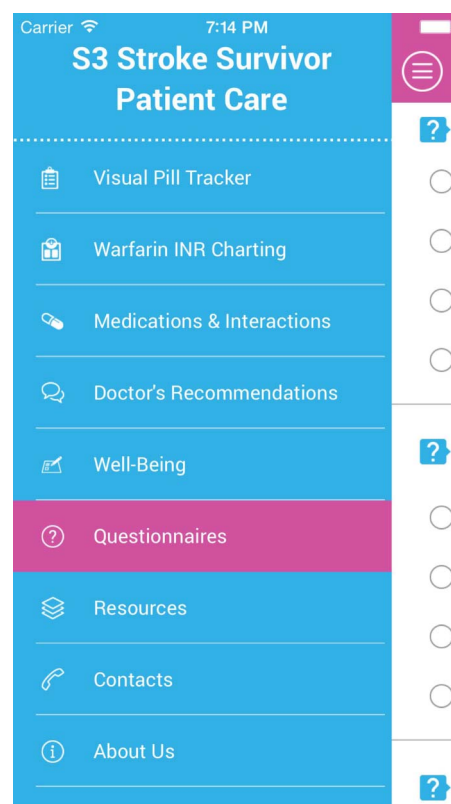 Carrier 7:14 PM
S3 Stroke Survivor
Patient Care
Visual Pill Tracker
Warfarin INR Charting
Medications & Interactions
Doctor's Recommendations
Well-Being
Questionnaires
Resources
Contacts
About Us